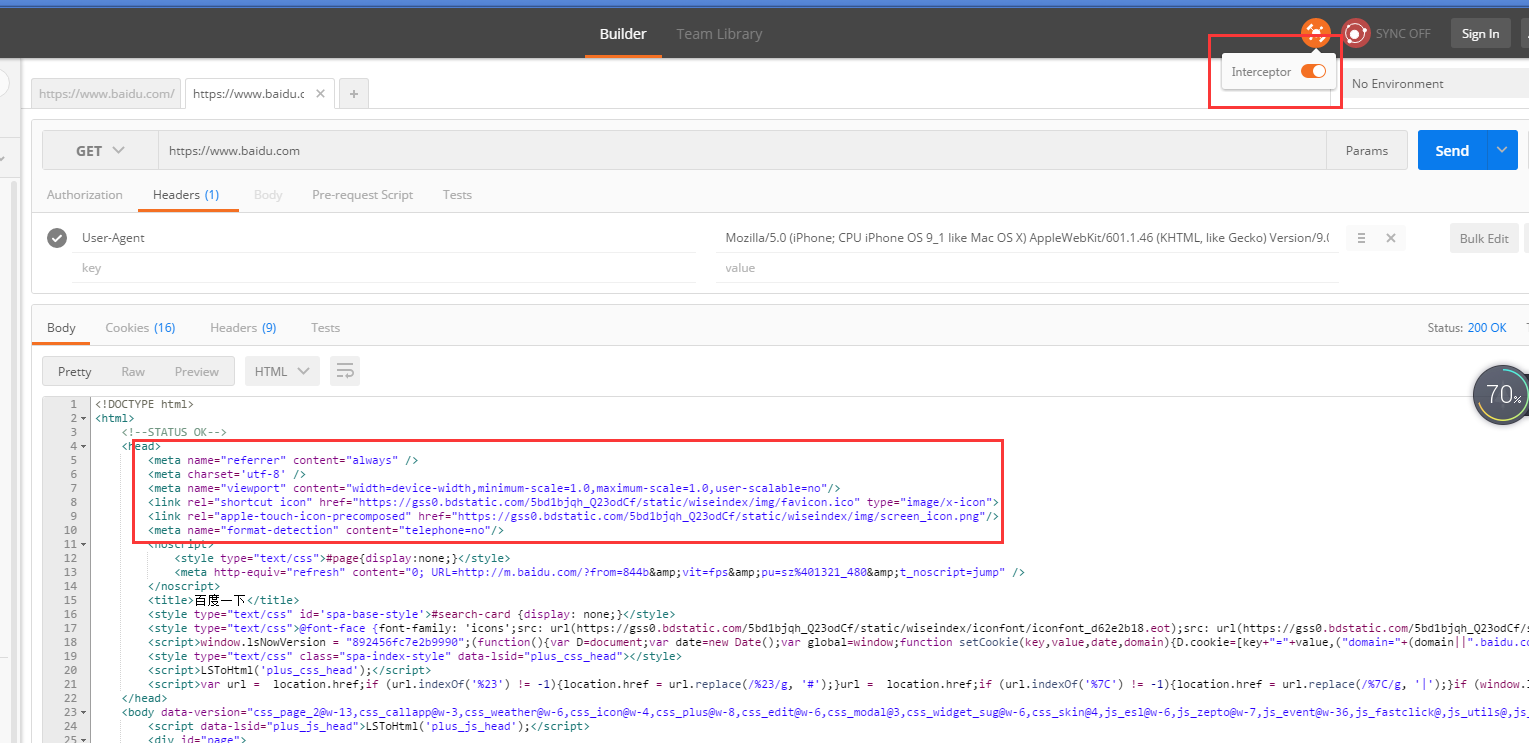 Builder Team Library SYNC OFF Sign In
Interceptor
https://www.baidu.com/ https://www.baidu.c × + No Environment
GET https://www.baidu.com Params Send
Authorization Headers (1) Body Pre-request Script Tests
User-Agent Mozilla/5.0 (iPhone; CPU iPhone OS 9_1 like Mac OS X) AppleWebKit/601.1.46 (KHTML, like Gecko) Version/9.0 Bulk Edit
key value
Body Cookies (16) Headers (9) Tests Status: 200 OK
Pretty Raw Preview HTML
70%
1 <!DOCTYPE html>
2 <html>
3 <!--STATUS OK-->
4 <head>
5 <meta name="referrer" content="always" />
6 <meta charset='utf-8' />
7 <meta name="viewport" content="width=device-width,minimum-scale=1.0,maximum-scale=1.0,user-scalable=no"/>
8 <link rel="shortcut icon" href="https://gss0.bdstatic.com/5bd1bjqh_Q23odCf/static/wiseindex/img/favicon.ico" type="image/x-icon">
9 <link rel="apple-touch-icon-precomposed" href="https://gss0.bdstatic.com/5bd1bjqh_Q23odCf/static/wiseindex/img/screen_icon.png"/>
10 <meta name="format-detection" content="telephone=no"/>
11 <noscript>
12 <style type="text/css">#page{display:none;}</style>
13 <meta http-equiv="refresh" content="0; URL=http://m.baidu.com/?from=844b&amp;vit=fps&amp;pu=sz%401321_480&amp;t_noscript=jump" />
14 </noscript>
15 <title>百度一下</title>
16 <style type="text/css" id='spa-base-style'>#search-card {display: none;}</style>
17 <style type="text/css">@font-face {font-family: 'icons';src: url(https://gss0.bdstatic.com/5bd1bjqh_Q23odCf/static/wiseindex/iconfont/iconfont_d62e2b18.eot);src: url(https://gss0.bdstatic.com/5bd1bjqh_Q23odCf/s
18 <script>window.lsNowVersion = "892456fc7e2b9990";(function(){var D=document;var date=new Date();var global=window;function setCookie(key,value,date,domain){D.cookie=[key+"="+value,("domain="+(domain||".baidu.co
19 <style type="text/css" class="spa-index-style" data-lsid="plus_css_head"></style>
20 <script>LSToHtml('plus_css_head');</script>
21 <script>var url = location.href;if (url.indexOf('%23') != -1){location.href = url.replace(/%23/g, '#');}url = location.href;if (url.indexOf('%7C') != -1){location.href = url.replace(/%7C/g, '|');}if (window.l
22 </head>
23 <body data-version="css_page_2@w-13,css_callapp@w-3,css_weather@w-6,css_icon@w-4,css_plus@w-8,css_edit@w-6,css_modal@3,css_widget_sug@w-6,css_skin@4,js_esl@w-6,js_zepto@w-7,js_event@w-36,js_fastclick@,js_utils@,js_
24 <script data-lsid="plus_js_head">LSToHtml('plus_js_head');</script>
25 <div id="page">